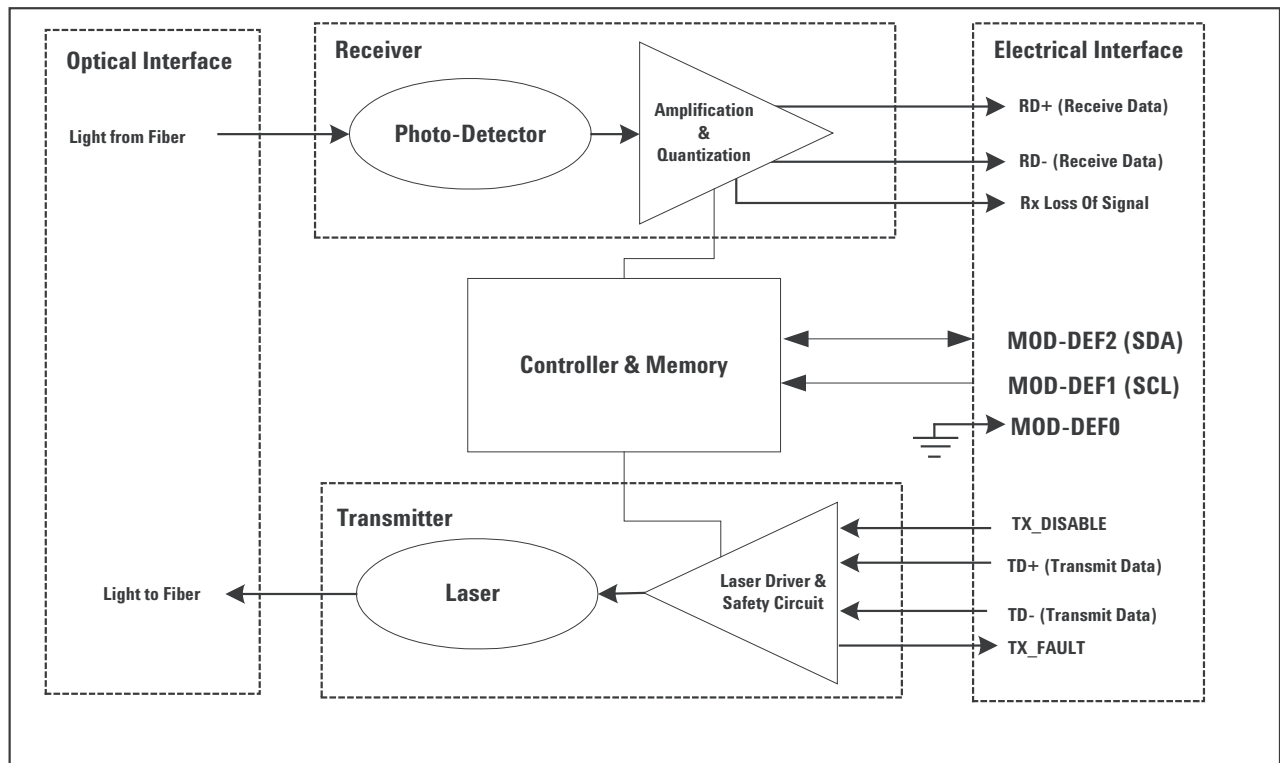 Optical Interface
Light from Fiber
Light to Fiber
Receiver
Photo-Detector
Amplification
&
Quantization
Controller & Memory
Transmitter
Laser
Laser Driver &
Safety Circuit
Electrical Interface
RD+ (Receive Data)
RD- (Receive Data)
Rx Loss Of Signal
MOD-DEF2 (SDA)
MOD-DEF1 (SCL)
MOD-DEF0
TX_DISABLE
TD+ (Transmit Data)
TD- (Transmit Data)
TX_FAULT